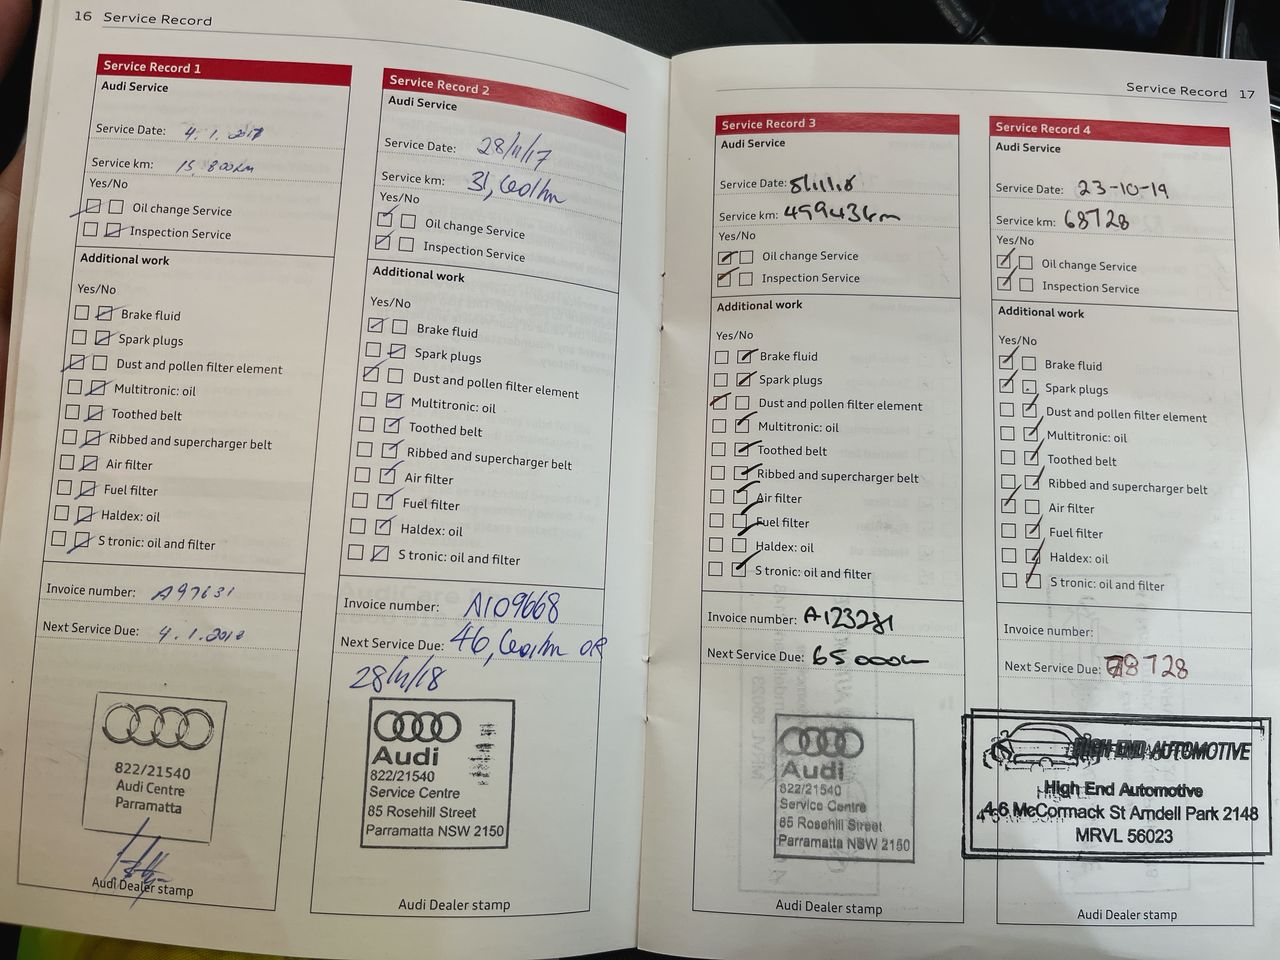 16 Service Record
Service Record 1
Audi Service
Service Date: 4.1.2017
Service km: 15,800km
Yes/No
Oil change Service
Inspection Service
Additional work
Yes/No
Brake fluid
Spark plugs
Dust and pollen filter element
Multitronic: oil
Toothed belt
Ribbed and supercharger belt
Air filter
Fuel filter
Haldex: oil
S tronic: oil and filter
Invoice number: A97631
Next Service Due: 4.1.2018
822/21540
Audi Centre
Parramatta
Audi Dealer stamp
Service Record 2
Audi Service
Service Date: 28/11/17
Service km:
Yes/No
Oil change Service
Inspection Service
Additional work
Yes/No
Brake fluid
Spark plugs
Dust and pollen filter element
Multitronic: oil
Toothed belt
Ribbed and supercharger belt
Air filter
Fuel filter
Haldex: oil
S tronic: oil and filter
Invoice number: A109668
Next Service Due: OR
28/11/18
Audi
822/21540
Service Centre
85 Rosehill Street
Parramatta NSW 2150
Audi Dealer stamp
Service Record 17
Service Record 3
Audi Service
Service Date:
Service km:
Yes/No
Oil change Service
Inspection Service
Additional work
Yes/No
Brake fluid
Spark plugs
Dust and pollen filter element
Multitronic: oil
Toothed belt
Ribbed and supercharger belt
Air filter
Fuel filter
Haldex: oil
S tronic: oil and filter
Invoice number: A123281
Next Service Due: 65000km
Audi
822/21540
Service Centre
85 Rosehill Street
Parramatta NSW 2150
Audi Dealer stamp
Service Record 4
Audi Service
Service Date: 23-10-19
Service km: 68728
Yes/No
Oil change Service
Inspection Service
Additional work
Yes/No
Brake fluid
Spark plugs
Dust and pollen filter element
Multitronic: oil
Toothed belt
Ribbed and supercharger belt
Air filter
Fuel filter
Haldex: oil
S tronic: oil and filter
Invoice number:
Next Service Due: 78728
HIGH END AUTOMOTIVE
High End Automotive
4-6 McCormack St Arndell Park 2148
MRVL 56023
Audi Dealer stamp